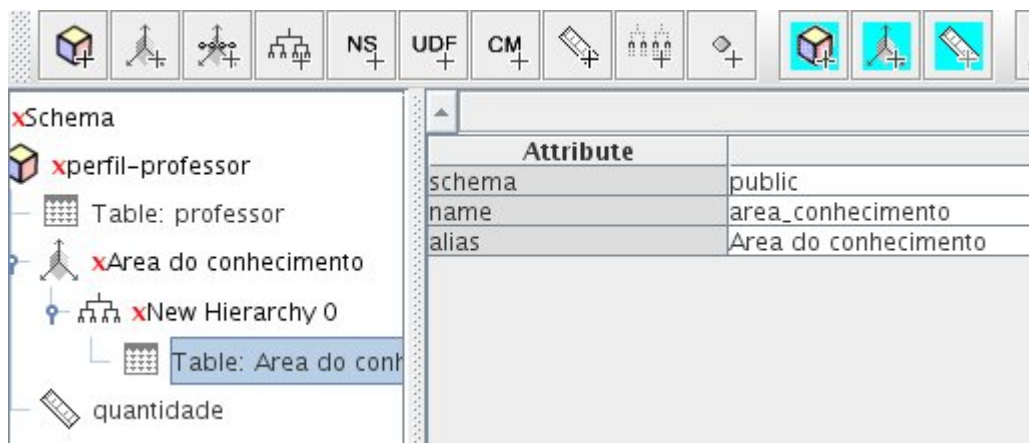 NS UDF CM
xSchema
xperfil-professor
Table: professor
xArea do conhecimento
xNew Hierarchy 0
Table: Area do conh
quantidade
Attribute
schema public
name area_conhecimento
alias Area do conhecimento